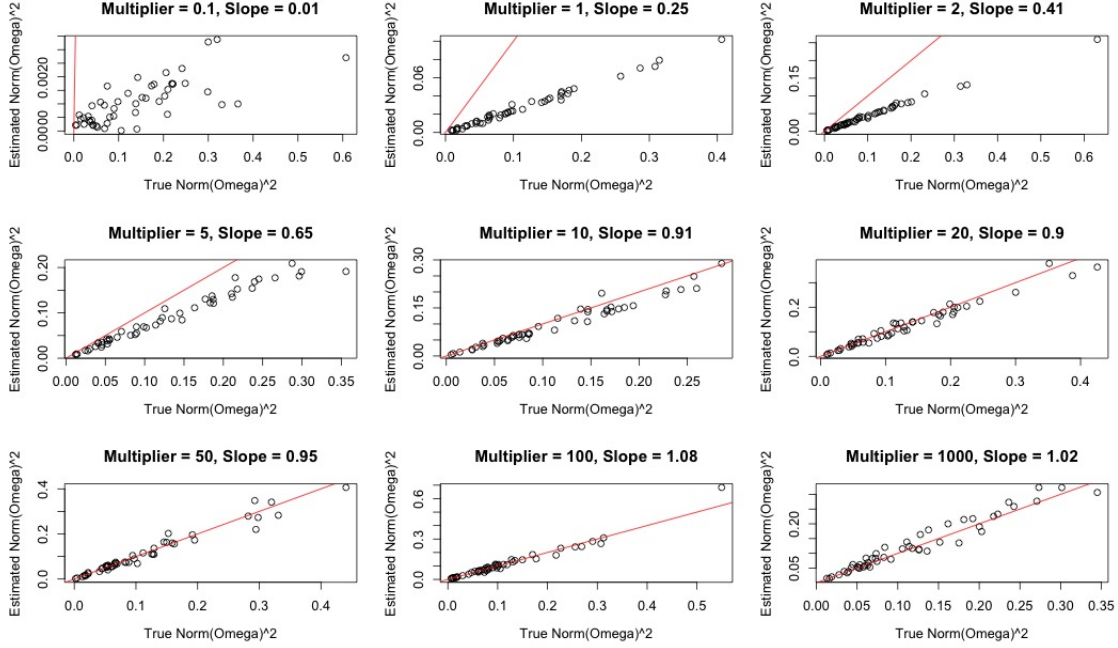 Multiplier = 0.1, Slope = 0.01
Estimated Norm(Omega)^2
0.0000 0.0020
0.0 0.1 0.2 0.3 0.4 0.5 0.6
True Norm(Omega)^2
Multiplier = 1, Slope = 0.25
Estimated Norm(Omega)^2
0.00 0.06
0.0 0.1 0.2 0.3 0.4
True Norm(Omega)^2
Multiplier = 2, Slope = 0.41
Estimated Norm(Omega)^2
0.00 0.15
0.0 0.1 0.2 0.3 0.4 0.5 0.6
True Norm(Omega)^2
Multiplier = 5, Slope = 0.65
Estimated Norm(Omega)^2
0.00 0.10 0.20
0.00 0.05 0.10 0.15 0.20 0.25 0.30 0.35
True Norm(Omega)^2
Multiplier = 10, Slope = 0.91
Estimated Norm(Omega)^2
0.00 0.15 0.30
0.00 0.05 0.10 0.15 0.20 0.25
True Norm(Omega)^2
Multiplier = 20, Slope = 0.9
Estimated Norm(Omega)^2
0.0 0.2
0.0 0.1 0.2 0.3 0.4
True Norm(Omega)^2
Multiplier = 50, Slope = 0.95
Estimated Norm(Omega)^2
0.0 0.2 0.4
0.0 0.1 0.2 0.3 0.4
True Norm(Omega)^2
Multiplier = 100, Slope = 1.08
Estimated Norm(Omega)^2
0.0 0.3 0.6
0.0 0.1 0.2 0.3 0.4 0.5
True Norm(Omega)^2
Multiplier = 1000, Slope = 1.02
Estimated Norm(Omega)^2
0.05 0.20
0.00 0.05 0.10 0.15 0.20 0.25 0.30 0.35
True Norm(Omega)^2